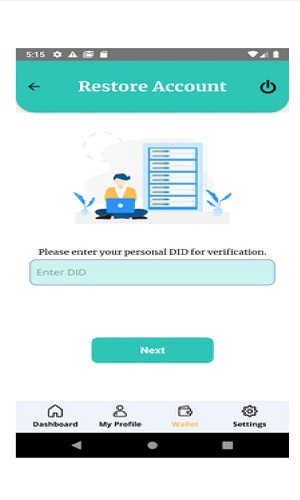 5:15
Restore Account
Please enter your personal DID for verification.
Enter DID
Next
Dashboard My Profile Wallet Settings